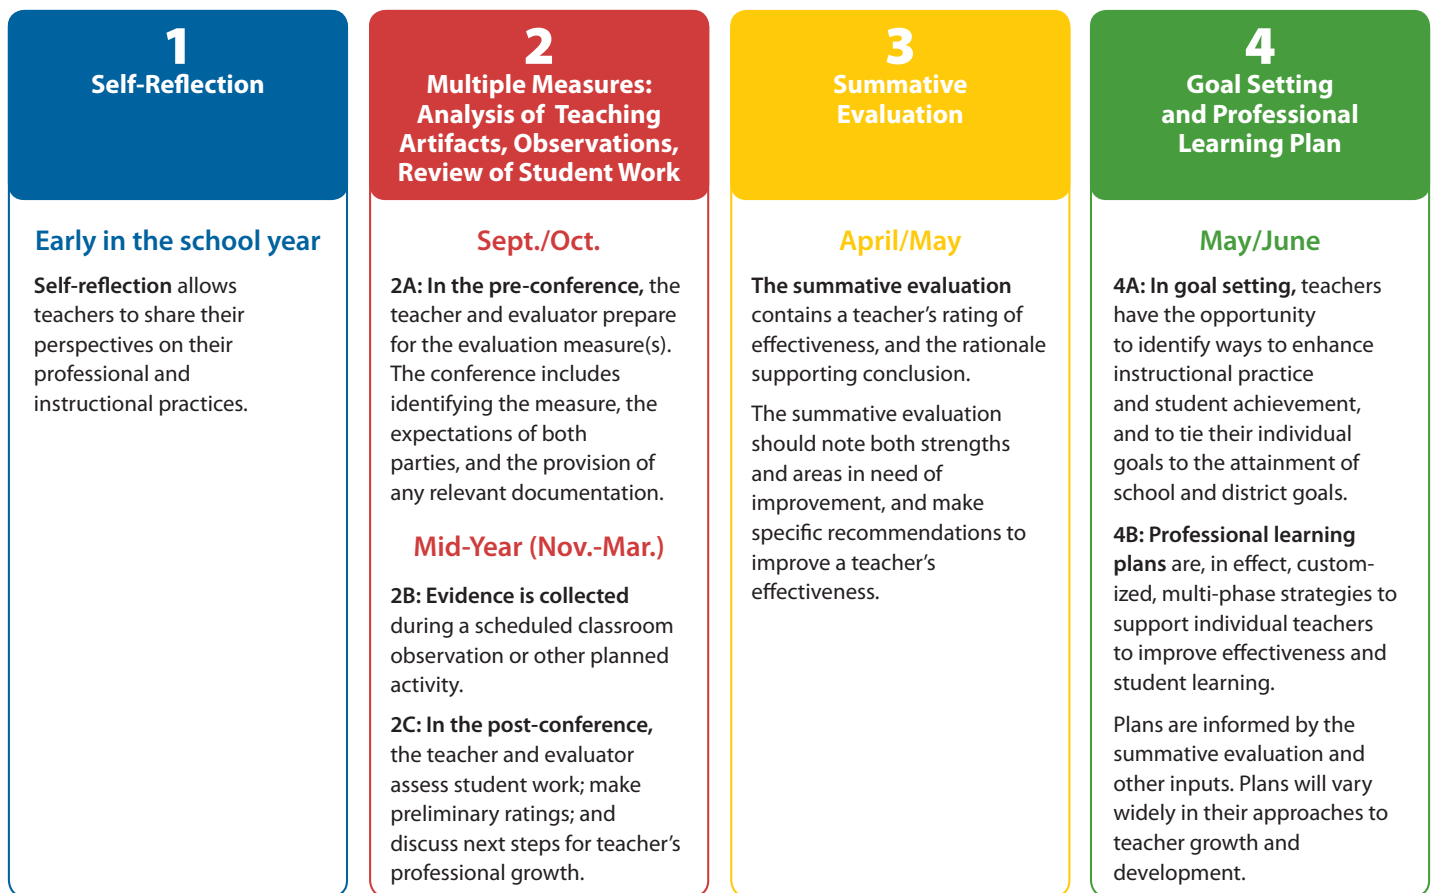 1
Self-Reflection
Early in the school year
Self-reflection allows
teachers to share their
perspectives on their
professional and
instructional practices.
2
Multiple Measures:
Analysis of Teaching
Artifacts, Observations,
Review of Student Work
Sept./Oct.
2A: In the pre-conference, the
teacher and evaluator prepare
for the evaluation measure(s).
The conference includes
identifying the measure, the
expectations of both
parties, and the provision of
any relevant documentation.
Mid-Year (Nov.-Mar.)
2B: Evidence is collected
during a scheduled classroom
observation or other planned
activity.
2C: In the post-conference,
the teacher and evaluator
assess student work; make
preliminary ratings; and
discuss next steps for teacher’s
professional growth.
3
Summative
Evaluation
April/May
The summative evaluation
contains a teacher’s rating of
effectiveness, and the rationale
supporting conclusion.
The summative evaluation
should note both strengths
and areas in need of
improvement, and make
specific recommendations to
improve a teacher’s
effectiveness.
4
Goal Setting
and Professional
Learning Plan
May/June
4A: In goal setting, teachers
have the opportunity
to identify ways to enhance
instructional practice
and student achievement,
and to tie their individual
goals to the attainment of
school and district goals.
4B: Professional learning
plans are, in effect, custom-
ized, multi-phase strategies to
support individual teachers
to improve effectiveness and
student learning.
Plans are informed by the
summative evaluation and
other inputs. Plans will vary
widely in their approaches to
teacher growth and
development.